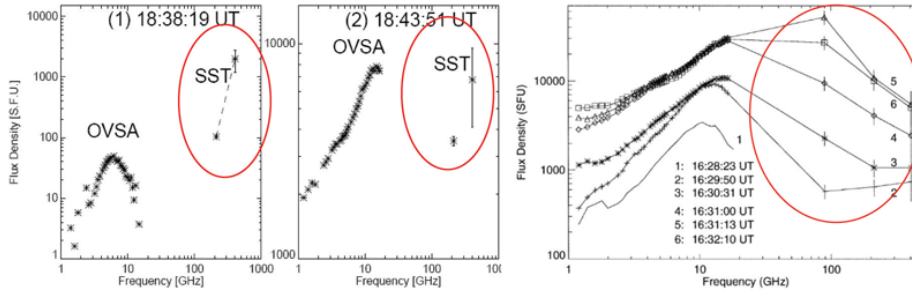 (1) 18:38:19 UT
Flux Density [S.F.U.]
10000
1000
100
10
1
OVSA
SST
1 10 100 1000
Frequency [GHz]
(2) 18:43:51 UT
10000
1000
OVSA
SST
1 10 100 1000
Frequency [GHz]
Flux Density (SFU)
10000
1000
100
1
5
6
4
3
2
1: 16:28:23 UT
2: 16:29:50 UT
3: 16:30:31 UT
4: 16:31:00 UT
5: 16:31:13 UT
6: 16:32:10 UT
1 10 100
Frequency (GHz)